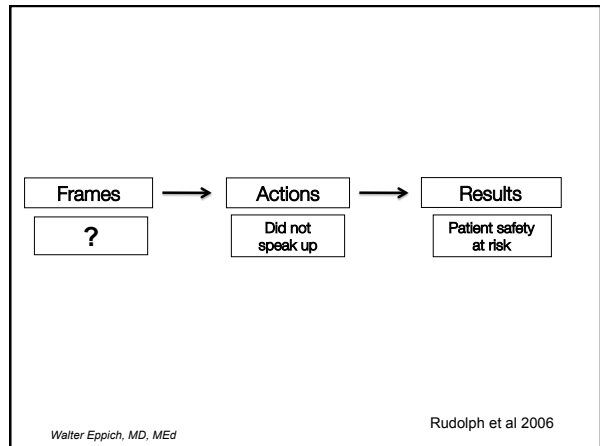 Frames
Actions
Results
?
Did not
speak up
Patient safety
at risk
Rudolph et al 2006
Walter Eppich, MD, MEd